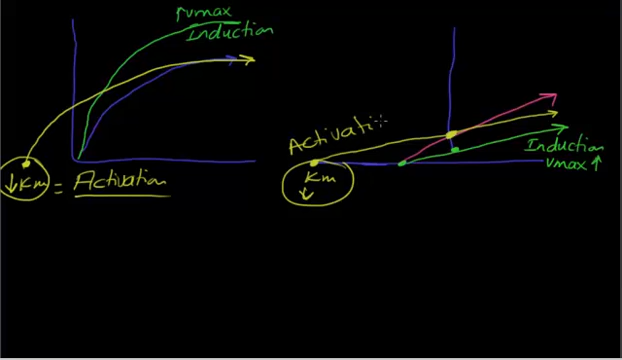 ↑vmax
Induction
↓Km = Activation
Activati
Km
↓
Induction
vmax ↑